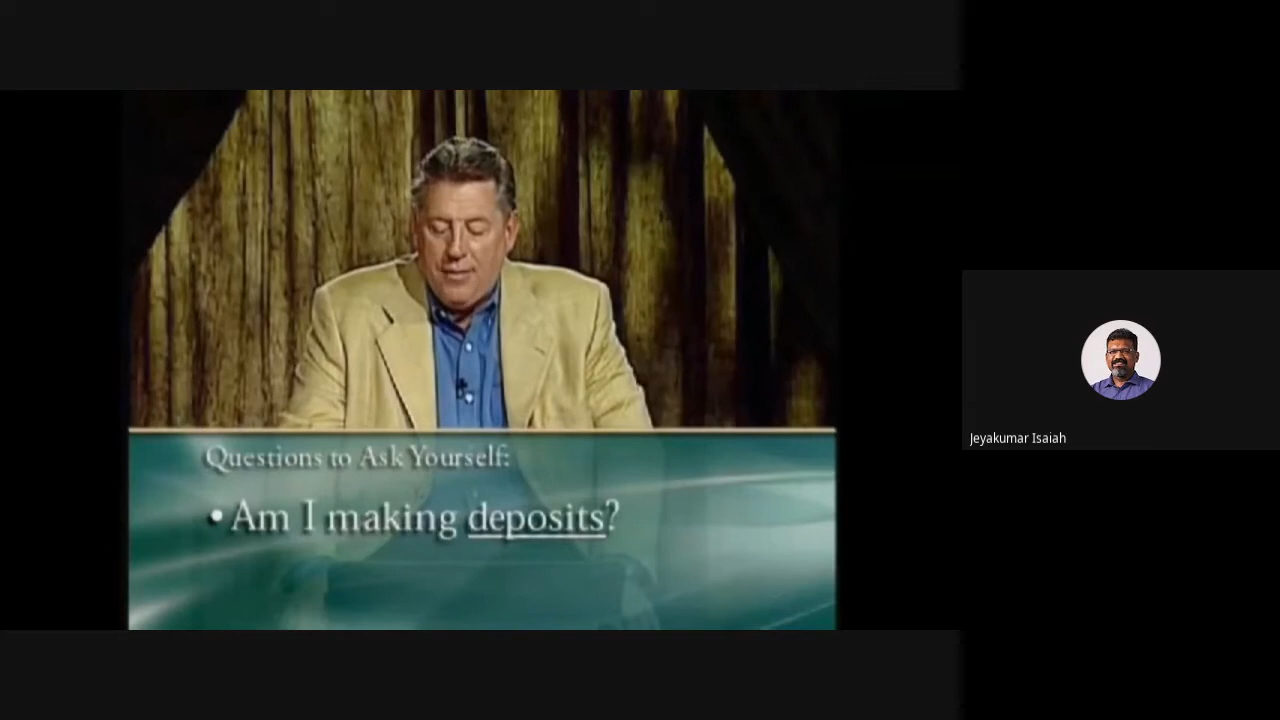 Questions to Ask Yourself:
• Am I making deposits?
Jeyakumar Isaiah